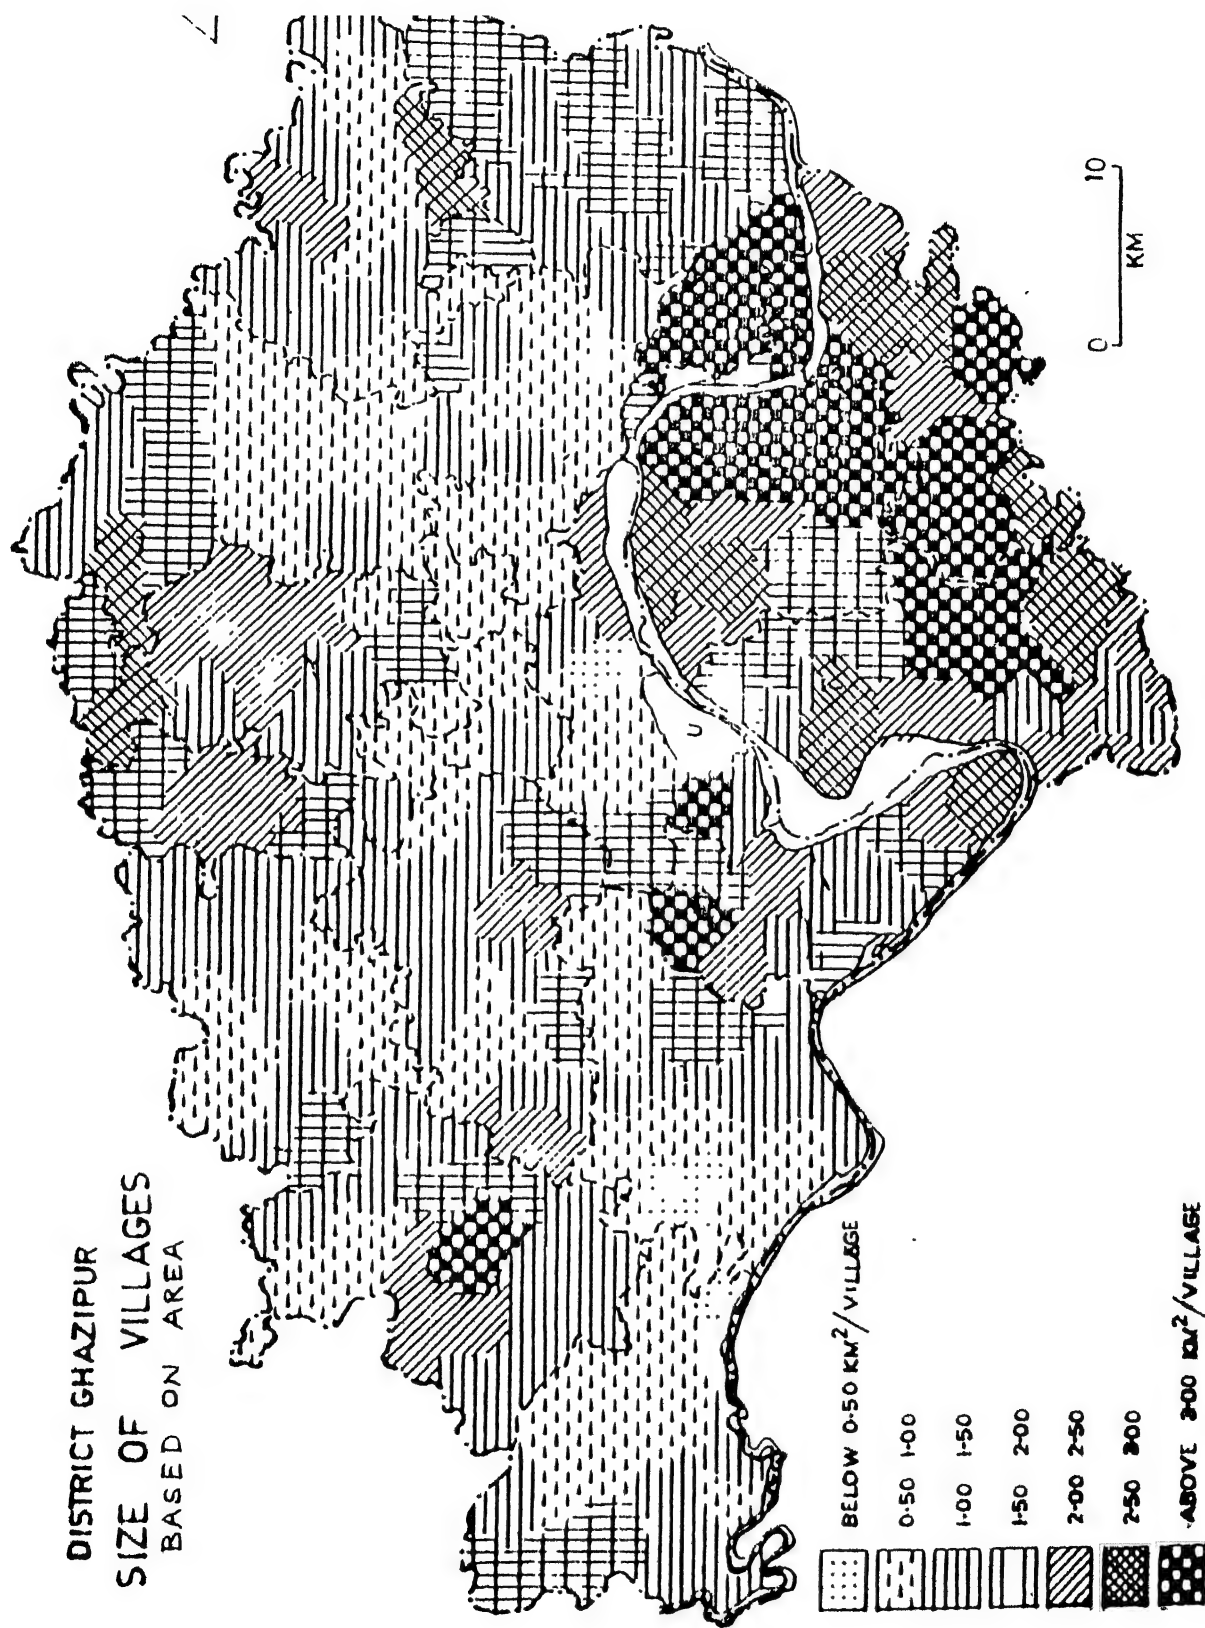 DISTRICT GHAZIPUR
SIZE OF VILLAGES
BASED ON AREA
U
0 10
KM
BELOW 0·50 KM²/VILLAGE
0·50 1·00
1·00 1·50
1·50 2·00
2·00 2·50
2·50 3·00
ABOVE 3·00 KM²/VILLAGE